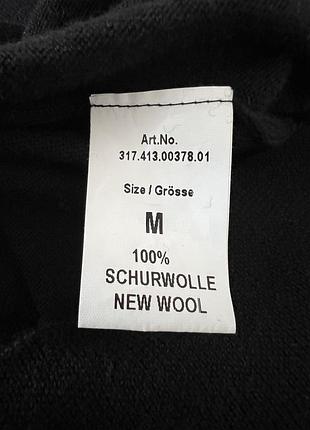 Art.No.
317.413.00378.01
Size / Grösse
M
100%
SCHURWOLLE
NEW WOOL